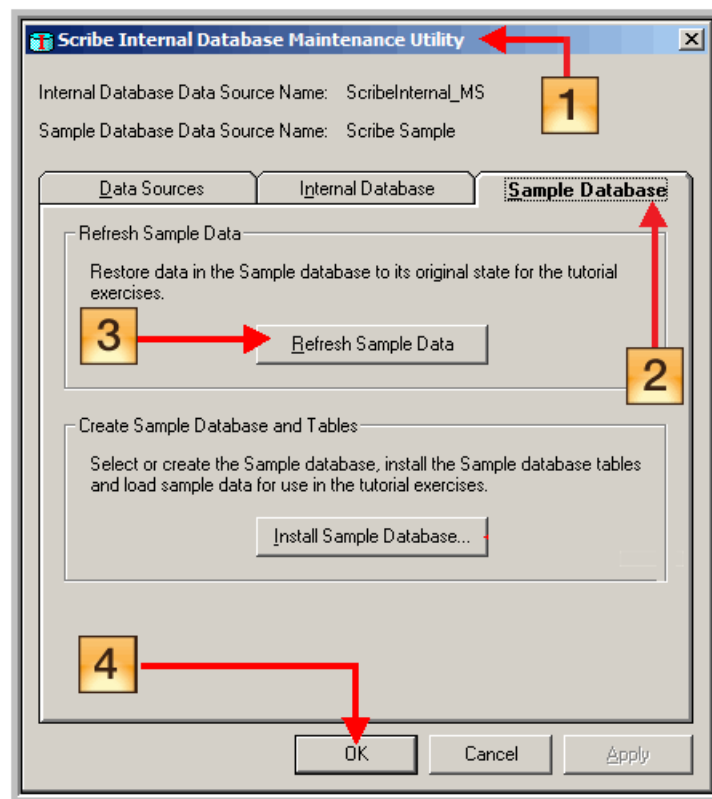 Scribe Internal Database Maintenance Utility
1
Internal Database Data Source Name: ScribeInternal_MS
Sample Database Data Source Name: Scribe Sample
Data Sources
Internal Database
Sample Database
Refresh Sample Data
Restore data in the Sample database to its original state for the tutorial
exercises.
3
Refresh Sample Data
2
Create Sample Database and Tables
Select or create the Sample database, install the Sample database tables
and load sample data for use in the tutorial exercises.
Install Sample Database...
4
OK
Cancel
Apply